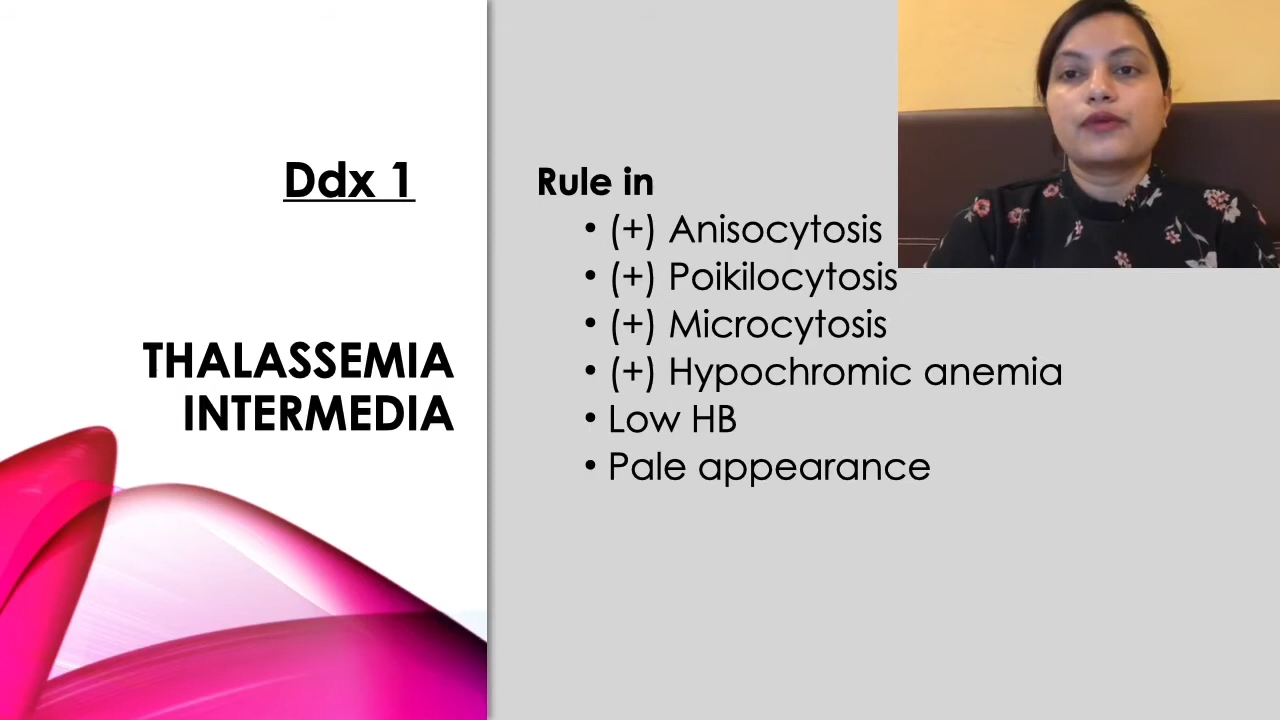 Ddx 1
THALASSEMIA
INTERMEDIA
Rule in
• (+) Anisocytosis
• (+) Poikilocytosis
• (+) Microcytosis
• (+) Hypochromic anemia
• Low HB
• Pale appearance